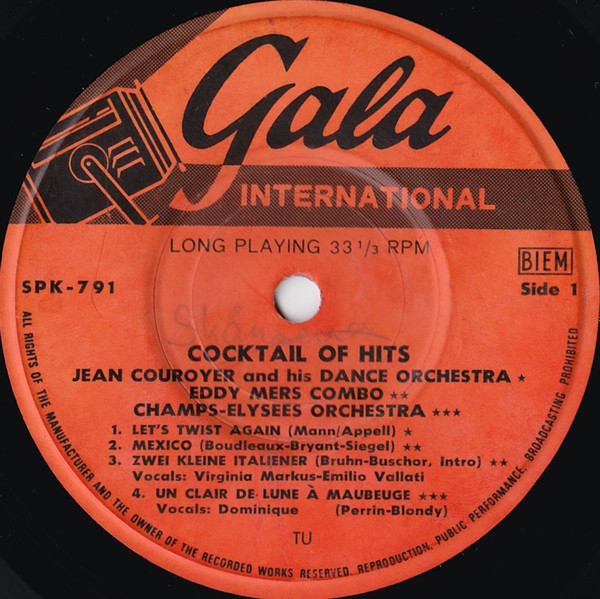 Gala
INTERNATIONAL
LONG PLAYING 33 1/3 RPM
BIEM
SPK-791
Side 1
COCKTAIL OF HITS
JEAN COUROYER and his DANCE ORCHESTRA ★
EDDY MERS COMBO ★★
CHAMPS-ELYSEES ORCHESTRA ★★★
1. LET'S TWIST AGAIN (Mann/Appell) ★
2. MEXICO (Boudleaux-Bryant-Siegel) ★★
3. ZWEI KLEINE ITALIENER (Bruhn-Buschor, Intro) ★★
Vocals: Virginia Markus-Emilio Vallati
4. UN CLAIR DE LUNE À MAUBEUGE ★★★
Vocals: Dominique (Perrin-Blondy)
TU
ALL RIGHTS OF THE MANUFACTURER AND THE OWNER OF THE RECORDED WORKS RESERVED. REPRODUCTION, PUBLIC PERFORMANCE, BROADCASTING PROHIBITED